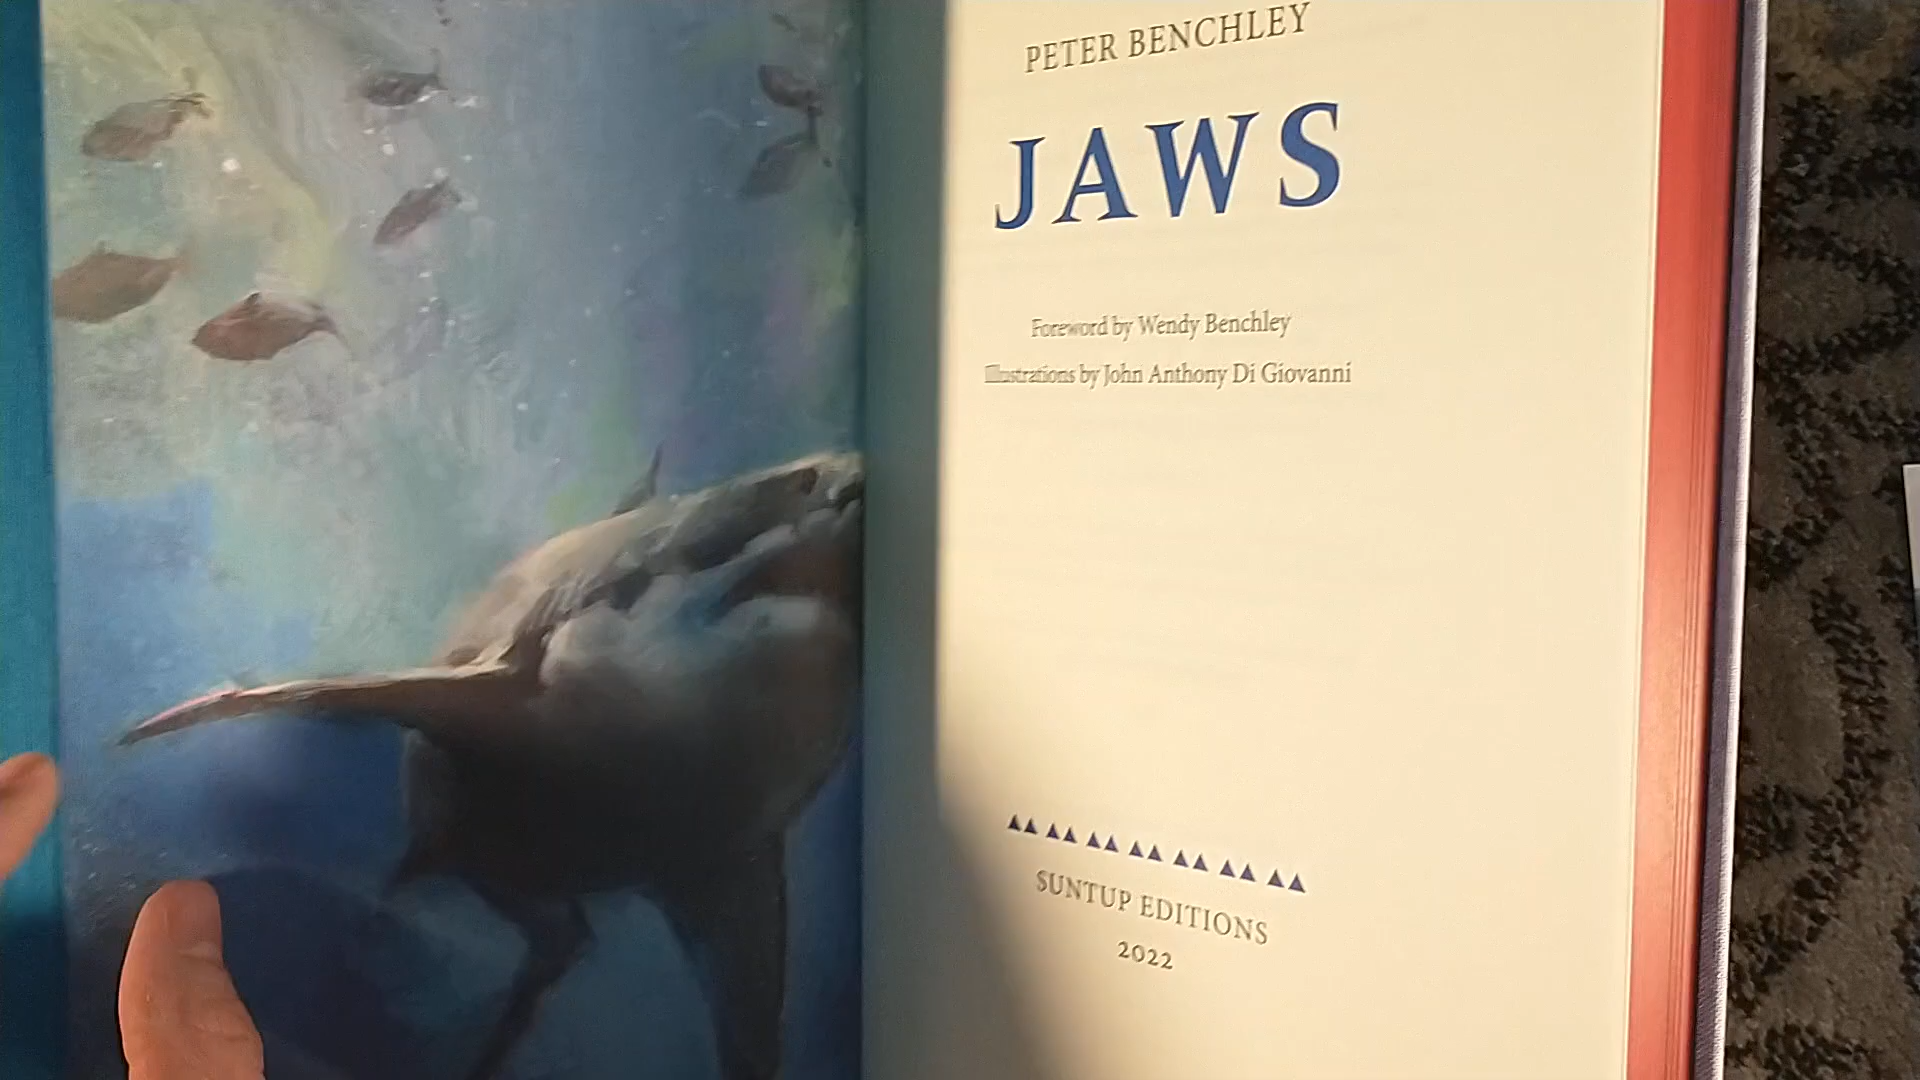 PETER BENCHLEY
JAWS
Foreword by Wendy Benchley
Illustrations by John Anthony Di Giovanni
SUNTUP EDITIONS
2022